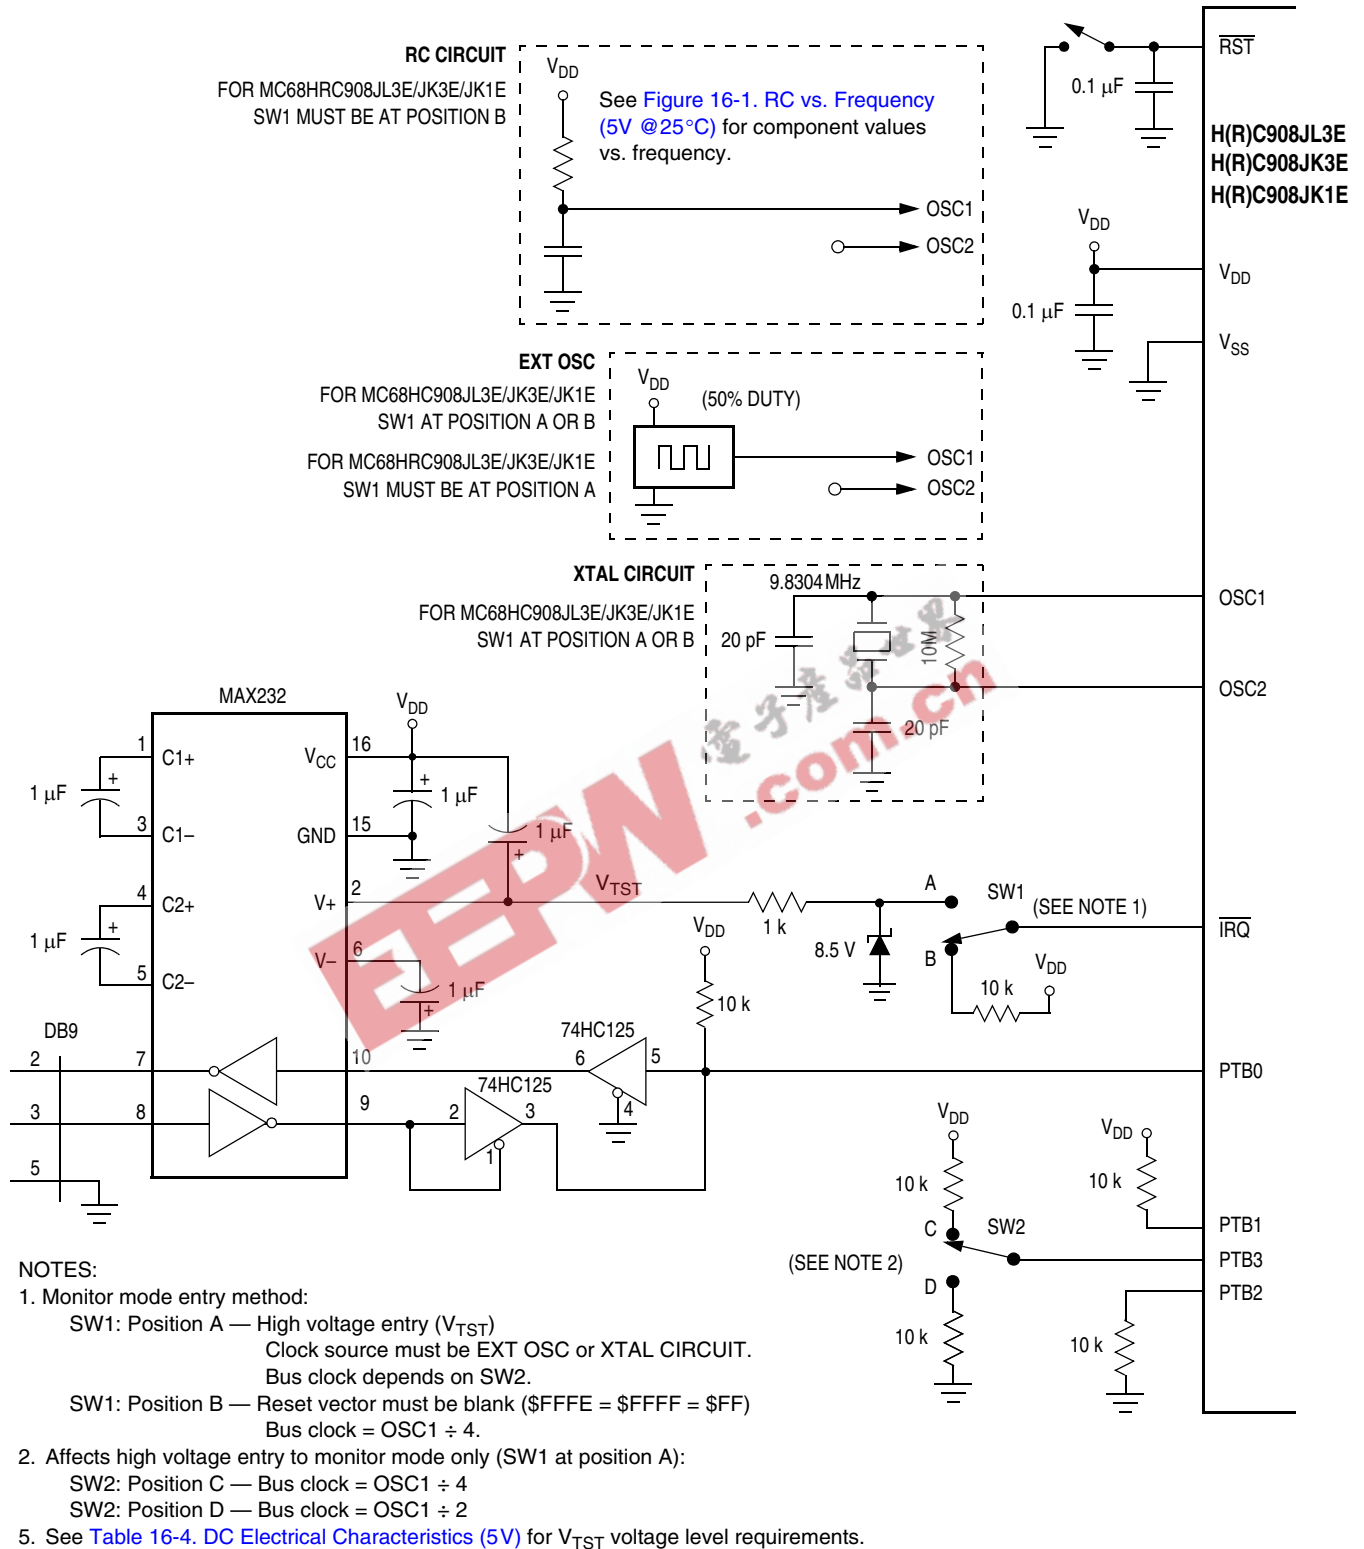 RC CIRCUIT
FOR MC68HRC908JL3E/JK3E/JK1E
SW1 MUST BE AT POSITION B
VDD
See Figure 16-1. RC vs. Frequency
(5V @25°C) for component values
vs. frequency.
OSC1
OSC2
RST
0.1 µF
H(R)C908JL3E
H(R)C908JK3E
H(R)C908JK1E
VDD
VDD
0.1 µF
VSS
EXT OSC
FOR MC68HC908JL3E/JK3E/JK1E
SW1 AT POSITION A OR B
FOR MC68HRC908JL3E/JK3E/JK1E
SW1 MUST BE AT POSITION A
VDD
(50% DUTY)
OSC1
OSC2
XTAL CIRCUIT
FOR MC68HC908JL3E/JK3E/JK1E
SW1 AT POSITION A OR B
9.8304MHz
20 pF
10M
20 pF
OSC1
OSC2
MAX232
VDD
1
C1+
VCC
16
1 µF
+
+
1 µF
3
C1–
GND
15
1 µF
+
4
C2+
V+
2
VTST
1 k
1 µF
+
5
C2–
V–
6
1 µF
+
8.5 V
A
SW1
(SEE NOTE 1)
B
IRQ
VDD
10 k
VDD
10 k
DB9
2
7
10
74HC125
6
5
4
PTB0
3
8
9
74HC125
2
3
1
5
VDD
10 k
C
SW2
(SEE NOTE 2)
D
10 k
VDD
10 k
PTB1
PTB3
PTB2
10 k
電子產品世界
EEPW.com.cn
NOTES:
1. Monitor mode entry method:
SW1: Position A — High voltage entry (VTST)
Clock source must be EXT OSC or XTAL CIRCUIT.
Bus clock depends on SW2.
SW1: Position B — Reset vector must be blank ($FFFE = $FFFF = $FF)
Bus clock = OSC1 ÷ 4.
2. Affects high voltage entry to monitor mode only (SW1 at position A):
SW2: Position C — Bus clock = OSC1 ÷ 4
SW2: Position D — Bus clock = OSC1 ÷ 2
5. See Table 16-4. DC Electrical Characteristics (5V) for VTST voltage level requirements.